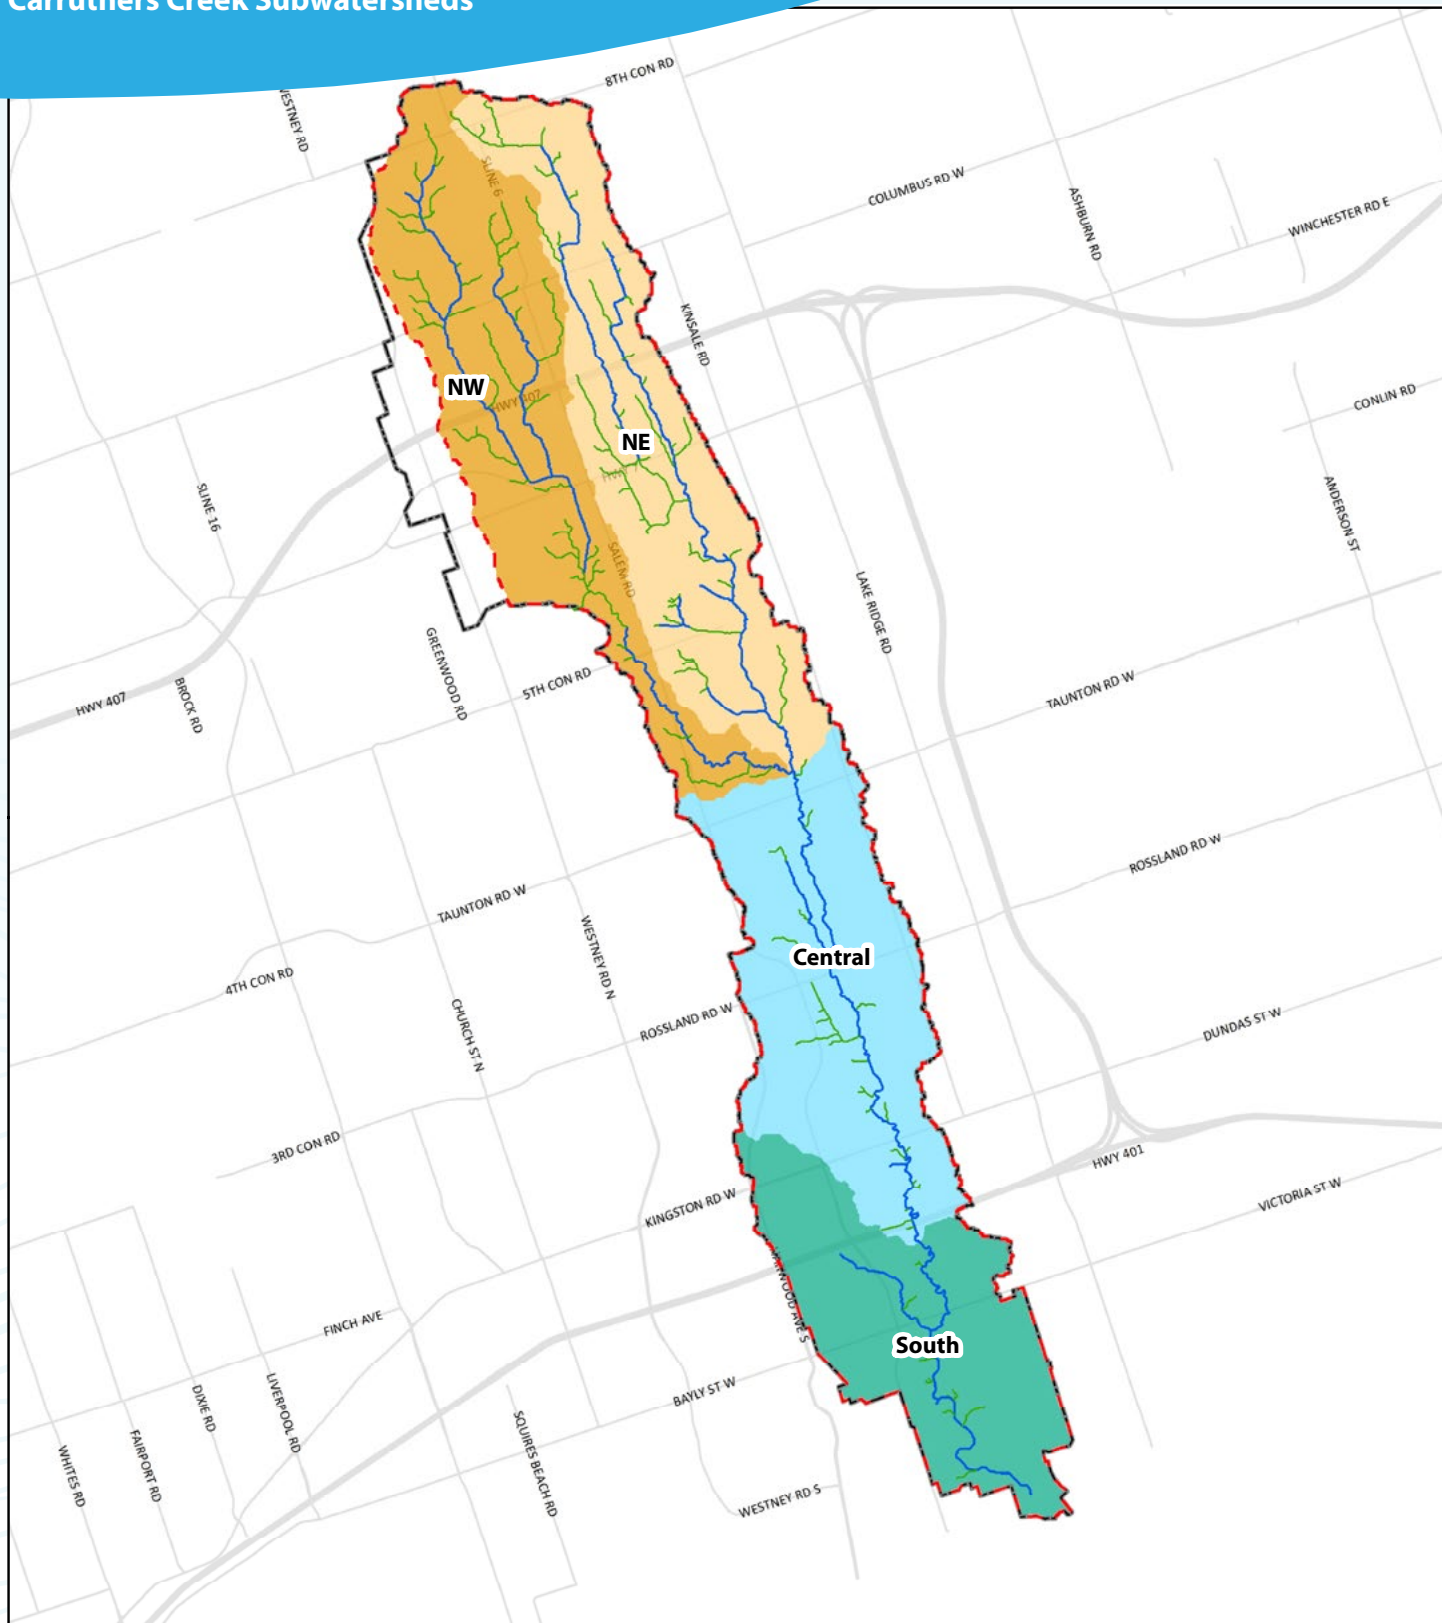 Carruthers Creek Subwatersheds
8TH CON RD
WESTNEY RD
SLINE 6
COLUMBUS RD W
ASHBURN RD
WINCHESTER RD E
KINSALE RD
NW
HWY 407
CONLIN RD
NE
SLINE 16
ANDERSON ST
SALEM RD
LAKE RIDGE RD
GREENWOOD RD
5TH CON RD
TAUNTON RD W
HWY 407
BROCK RD
ROSSLAND RD W
TAUNTON RD W
WESTNEY RD N
Central
4TH CON RD
CHURCH ST N
ROSSLAND RD W
DUNDAS ST W
3RD CON RD
HWY 401
KINGSTON RD W
VICTORIA ST W
HARWOOD AVE S
FINCH AVE
South
BAYLY ST W
DIXIE RD
LIVERPOOL RD
SQUIRES BEACH RD
FAIRPORT RD
WHITES RD
WESTNEY RD S